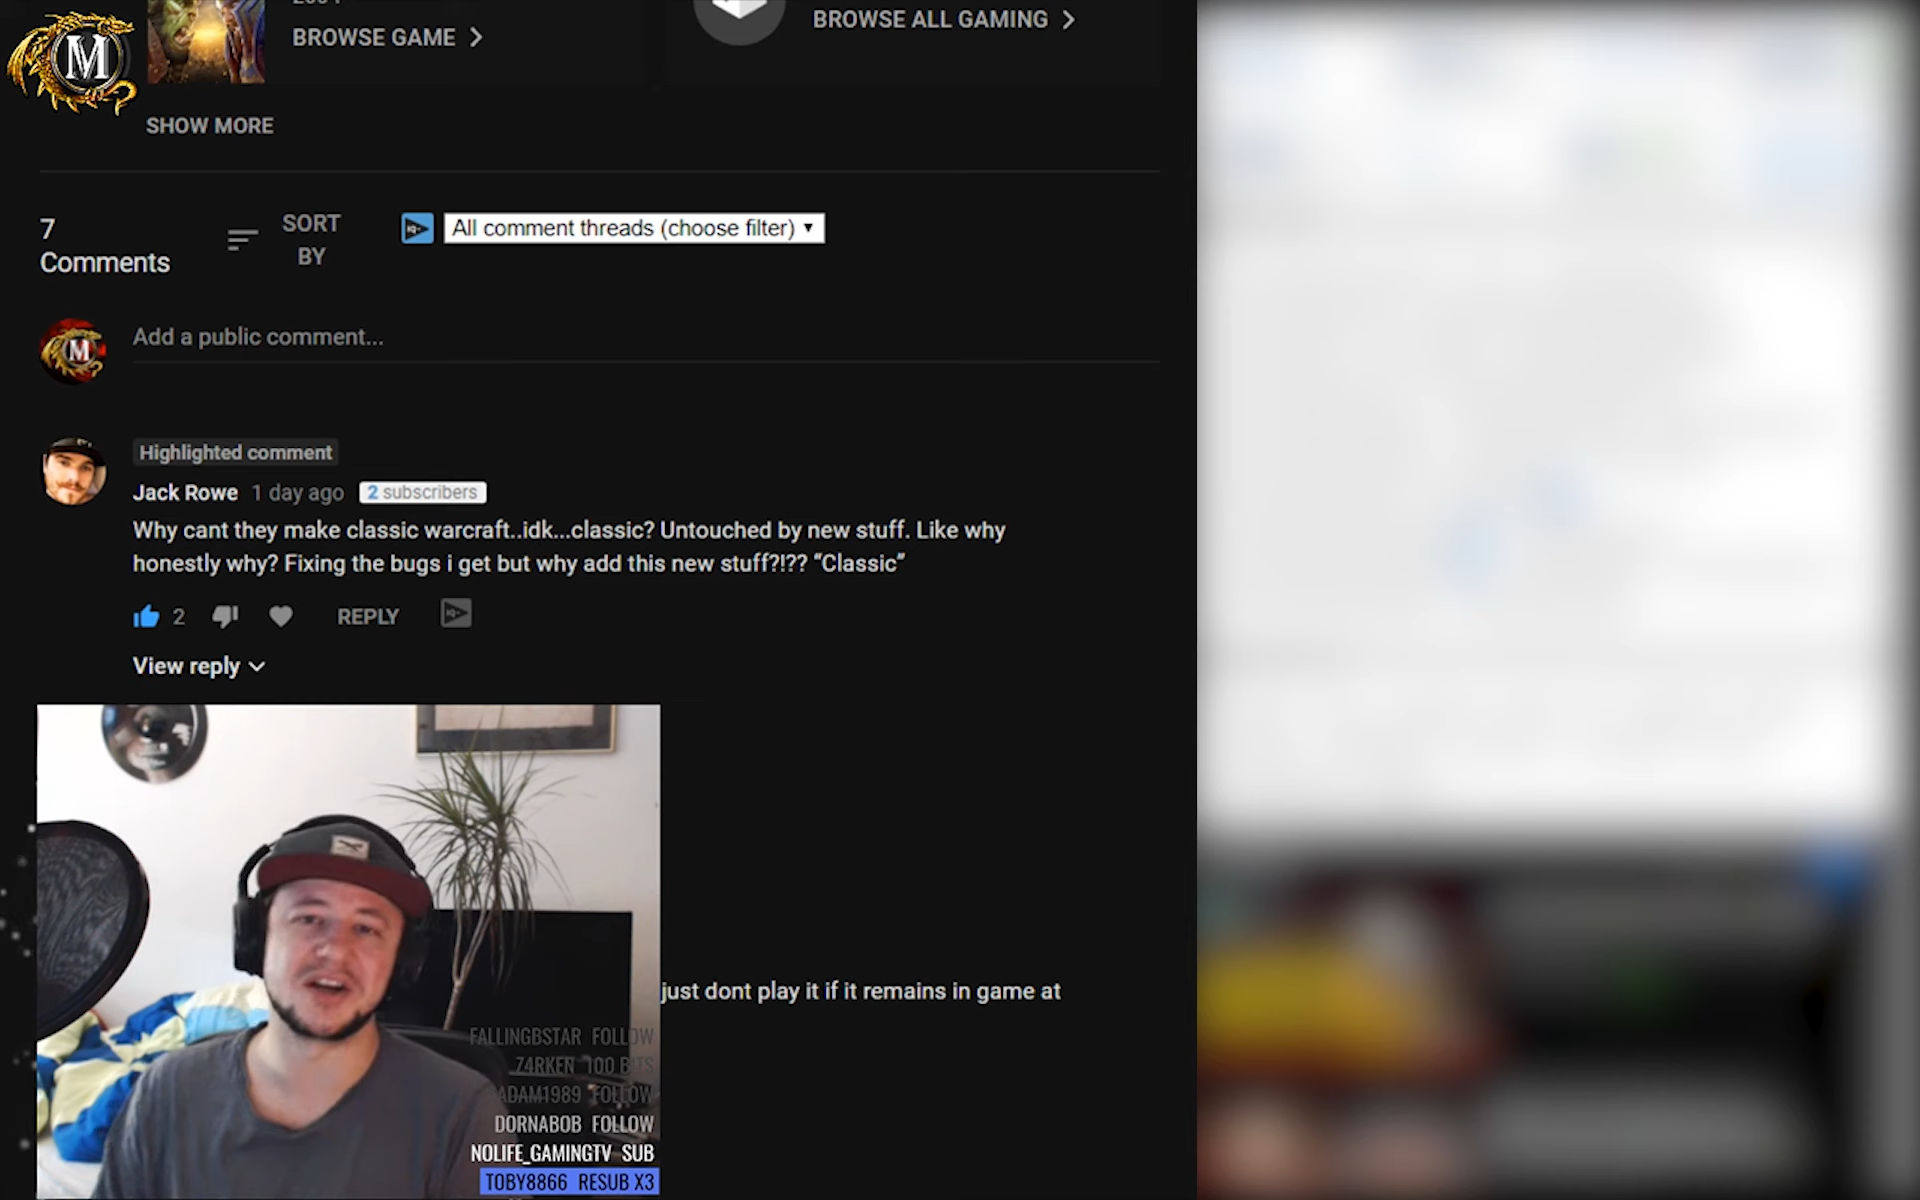 BROWSE GAME
BROWSE ALL GAMING
M
SHOW MORE
7
Comments
SORT
BY
All comment threads (choose filter)
M
Add a public comment...
Highlighted comment
Jack Rowe 1 day ago 2 subscribers
Why cant they make classic warcraft..idk...classic? Untouched by new stuff. Like why
honestly why? Fixing the bugs i get but why add this new stuff?!?? “Classic”
2 REPLY
View reply
just dont play it if it remains in game at
FALLINGBSTAR FOLLOW
Z4RKEN 100 BITS
ADAM1989 FOLLOW
DORNABOB FOLLOW
NOLIFE_GAMINGTV SUB
TOBY8866 RESUB X3